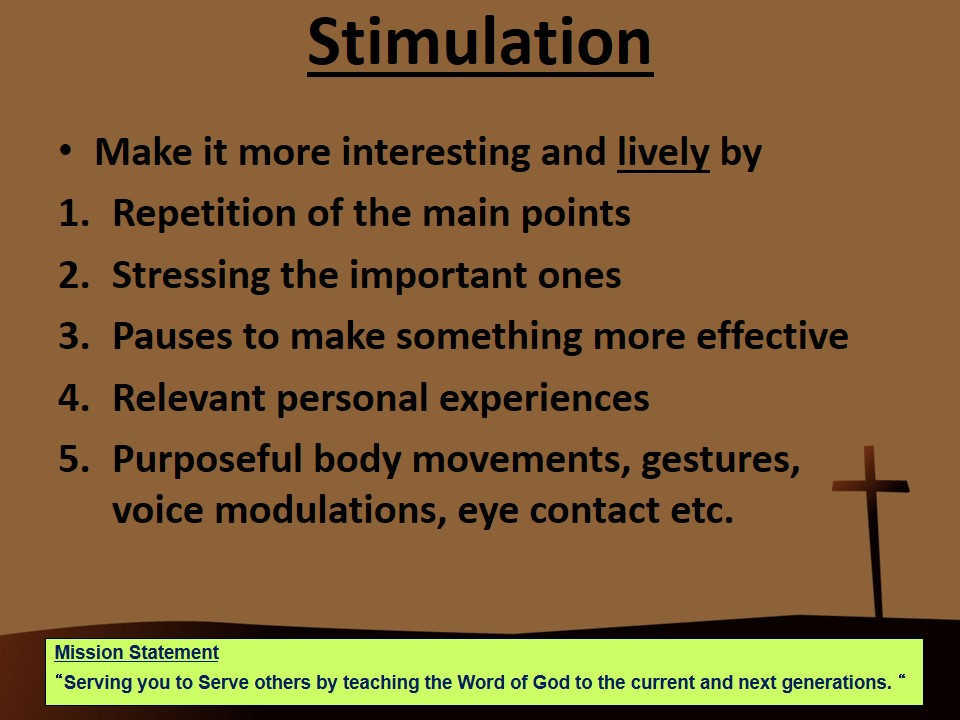 Stimulation
• Make it more interesting and lively by
1. Repetition of the main points
2. Stressing the important ones
3. Pauses to make something more effective
4. Relevant personal experiences
5. Purposeful body movements, gestures,
voice modulations, eye contact etc.
Mission Statement
“Serving you to Serve others by teaching the Word of God to the current and next generations. “